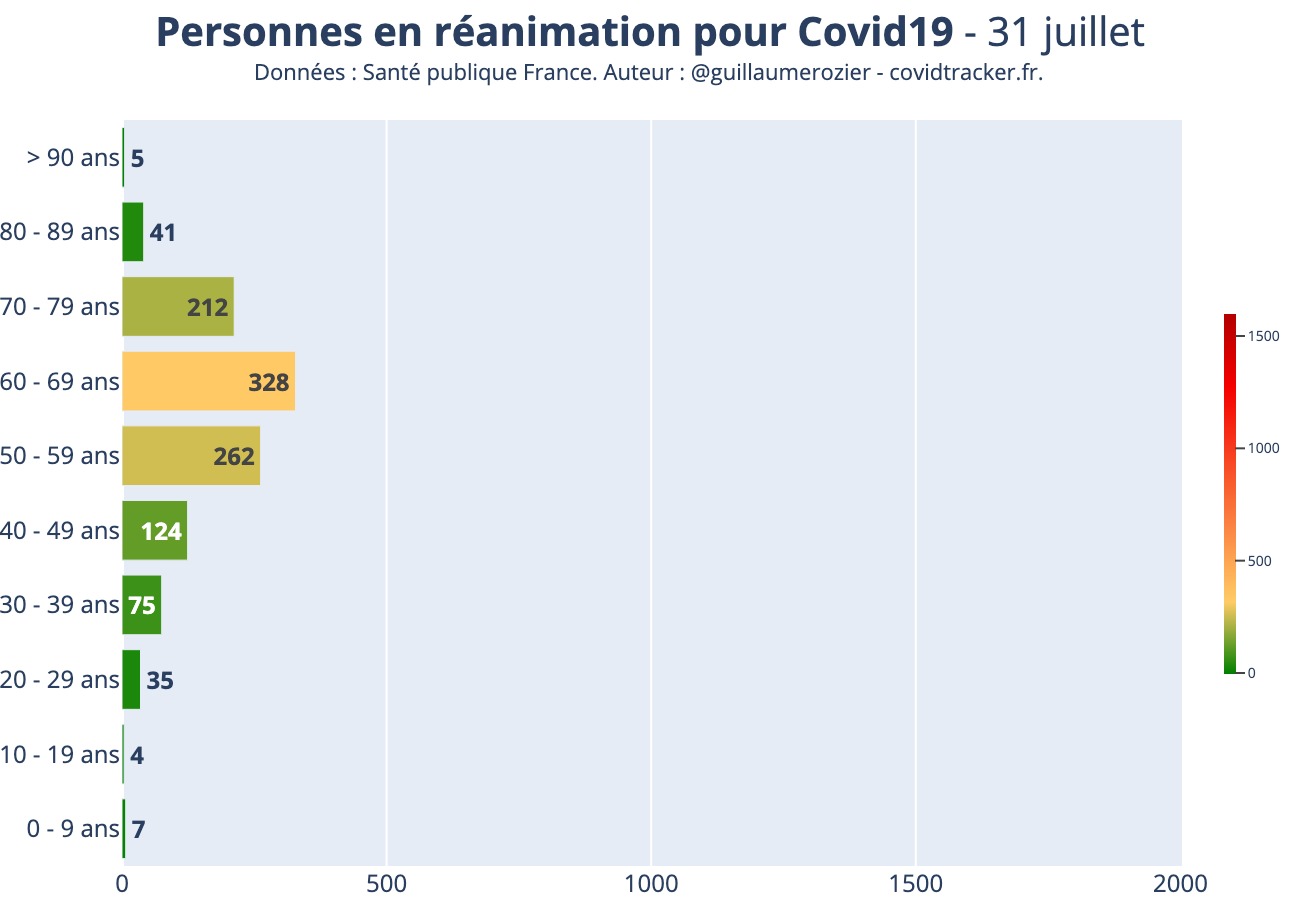 Personnes en réanimation pour Covid19 - 31 juillet
Données : Santé publique France. Auteur : @guillaumerozier - covidtracker.fr.
> 90 ans 5
80 - 89 ans 41
70 - 79 ans 212
60 - 69 ans 328
50 - 59 ans 262
40 - 49 ans 124
30 - 39 ans 75
20 - 29 ans 35
10 - 19 ans 4
0 - 9 ans 7
0 500 1000 1500 2000
1500
1000
500
0